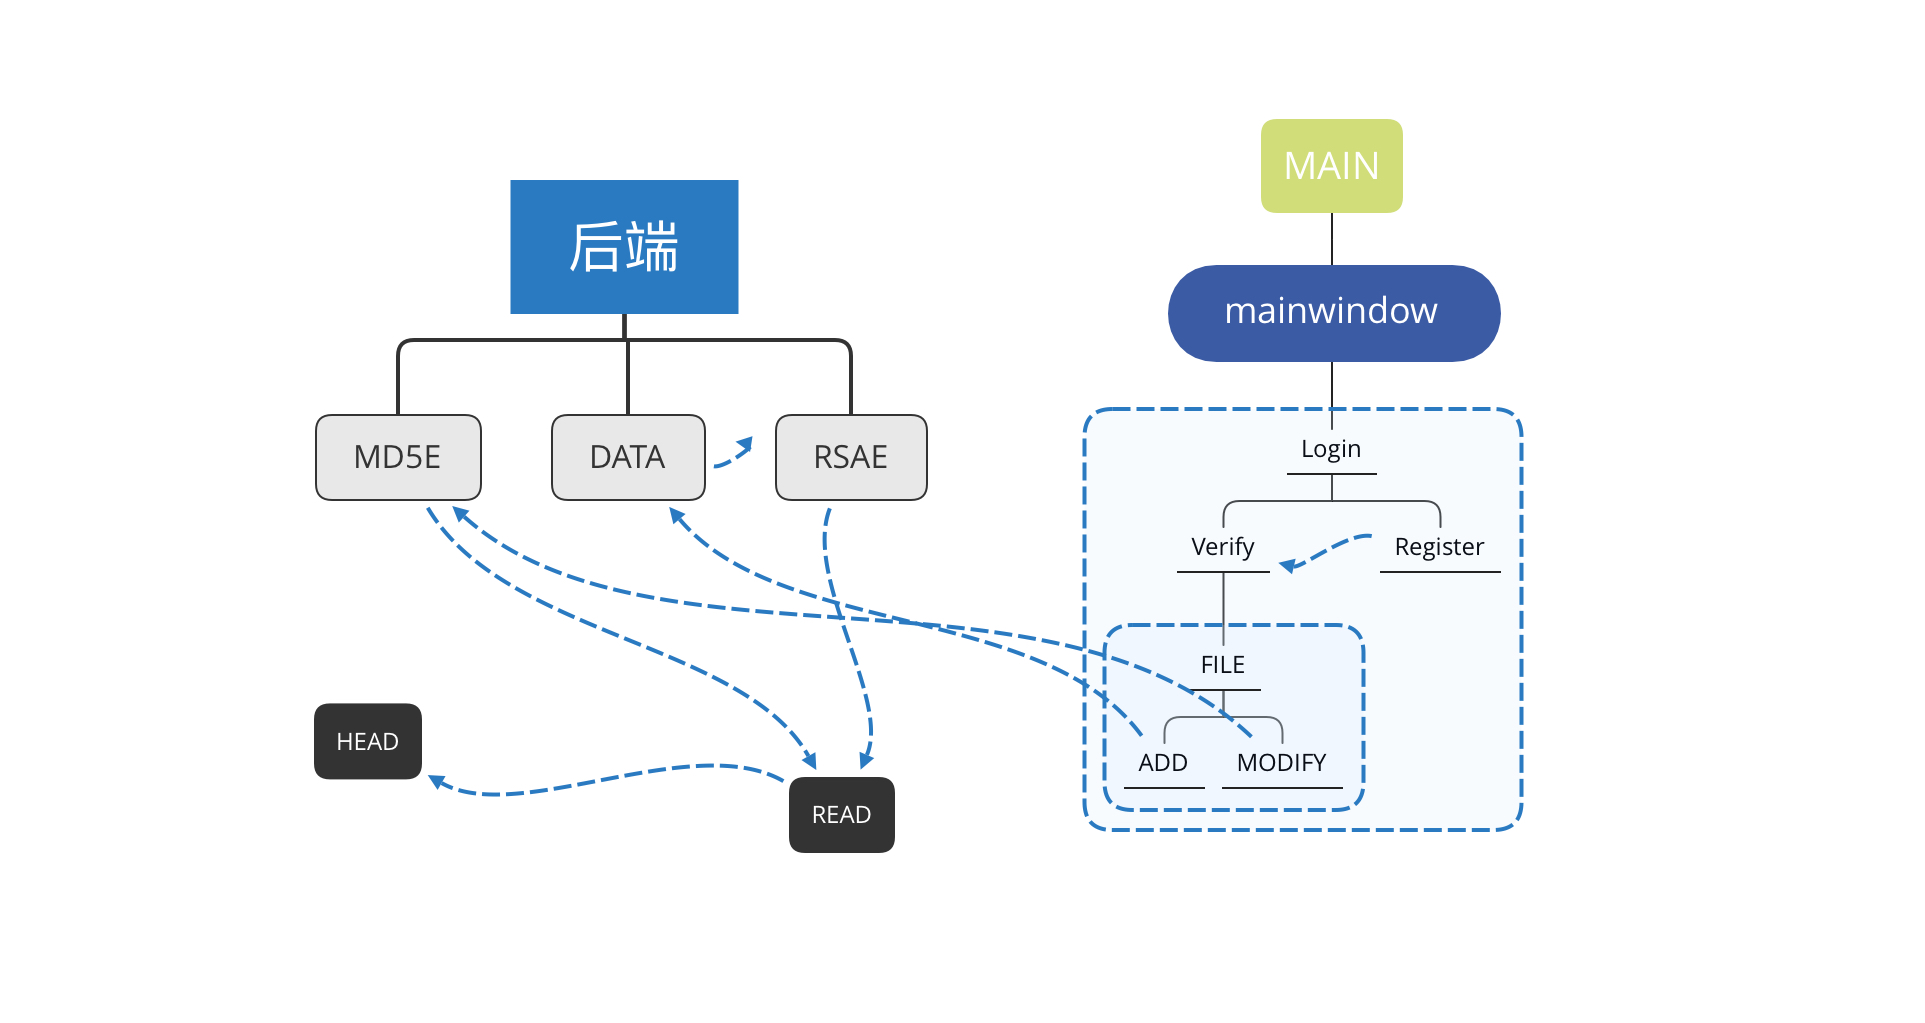 后端
MD5E
DATA
RSAE
HEAD
READ
MAIN
mainwindow
Login
Verify
Register
FILE
ADD
MODIFY